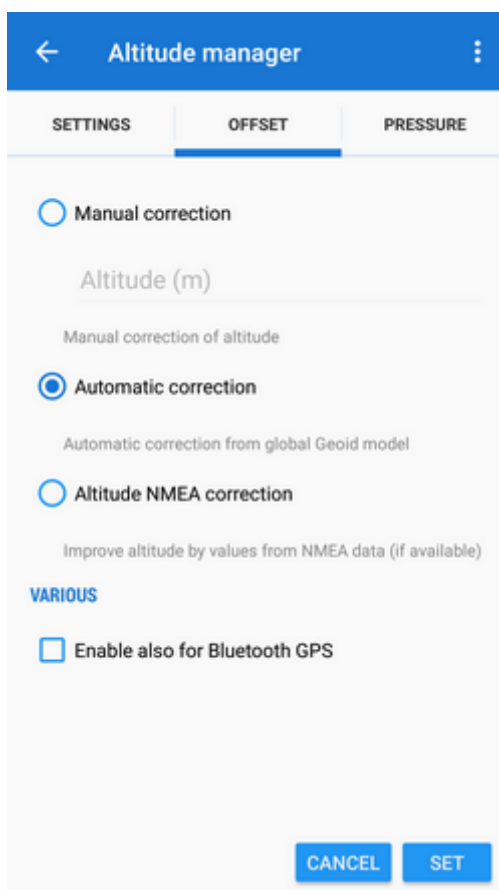 Altitude manager
SETTINGS OFFSET PRESSURE
Manual correction
Altitude (m)
Manual correction of altitude
Automatic correction
Automatic correction from global Geoid model
Altitude NMEA correction
Improve altitude by values from NMEA data (if available)
VARIOUS
Enable also for Bluetooth GPS
CANCEL SET